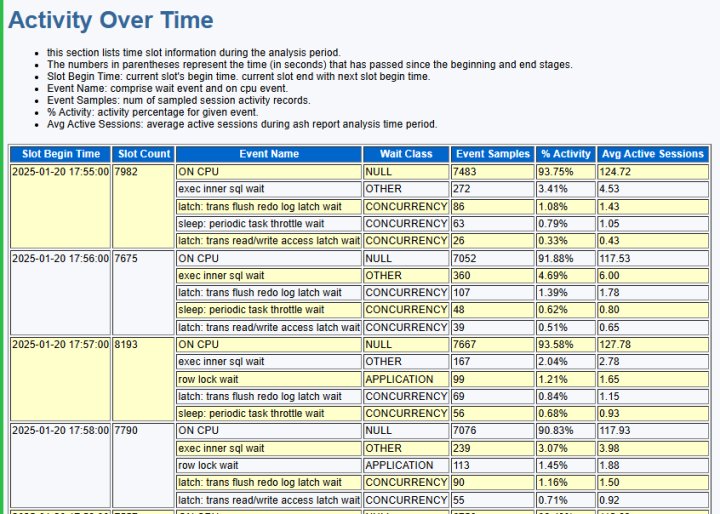 Activity Over Time
this section lists time slot information during the analysis period.
The numbers in parentheses represent the time (in seconds) that has passed since the beginning and end stages.
Slot Begin Time: current slot's begin time. current slot end with next slot begin time.
Event Name: comprise wait event and on cpu event.
Event Samples: num of sampled session activity records.
% Activity: activity percentage for given event.
Avg Active Sessions: average active sessions during ash report analysis time period.
Slot Begin Time Slot Count Event Name Wait Class Event Samples % Activity Avg Active Sessions
2025-01-20 17:55:00 7982 ON CPU NULL 7483 93.75% 124.72
exec inner sql wait OTHER 272 3.41% 4.53
latch: trans flush redo log latch wait CONCURRENCY 86 1.08% 1.43
sleep: periodic task throttle wait CONCURRENCY 63 0.79% 1.05
latch: trans read/write access latch wait CONCURRENCY 26 0.33% 0.43
2025-01-20 17:56:00 7675 ON CPU NULL 7052 91.88% 117.53
exec inner sql wait OTHER 360 4.69% 6.00
latch: trans flush redo log latch wait CONCURRENCY 107 1.39% 1.78
sleep: periodic task throttle wait CONCURRENCY 48 0.62% 0.80
latch: trans read/write access latch wait CONCURRENCY 39 0.51% 0.65
2025-01-20 17:57:00 8193 ON CPU NULL 7667 93.58% 127.78
exec inner sql wait OTHER 167 2.04% 2.78
row lock wait APPLICATION 99 1.21% 1.65
latch: trans flush redo log latch wait CONCURRENCY 69 0.84% 1.15
sleep: periodic task throttle wait CONCURRENCY 56 0.68% 0.93
2025-01-20 17:58:00 7790 ON CPU NULL 7076 90.83% 117.93
exec inner sql wait OTHER 239 3.07% 3.98
row lock wait APPLICATION 113 1.45% 1.88
latch: trans flush redo log latch wait CONCURRENCY 90 1.16% 1.50
latch: trans read/write access latch wait CONCURRENCY 55 0.71% 0.92